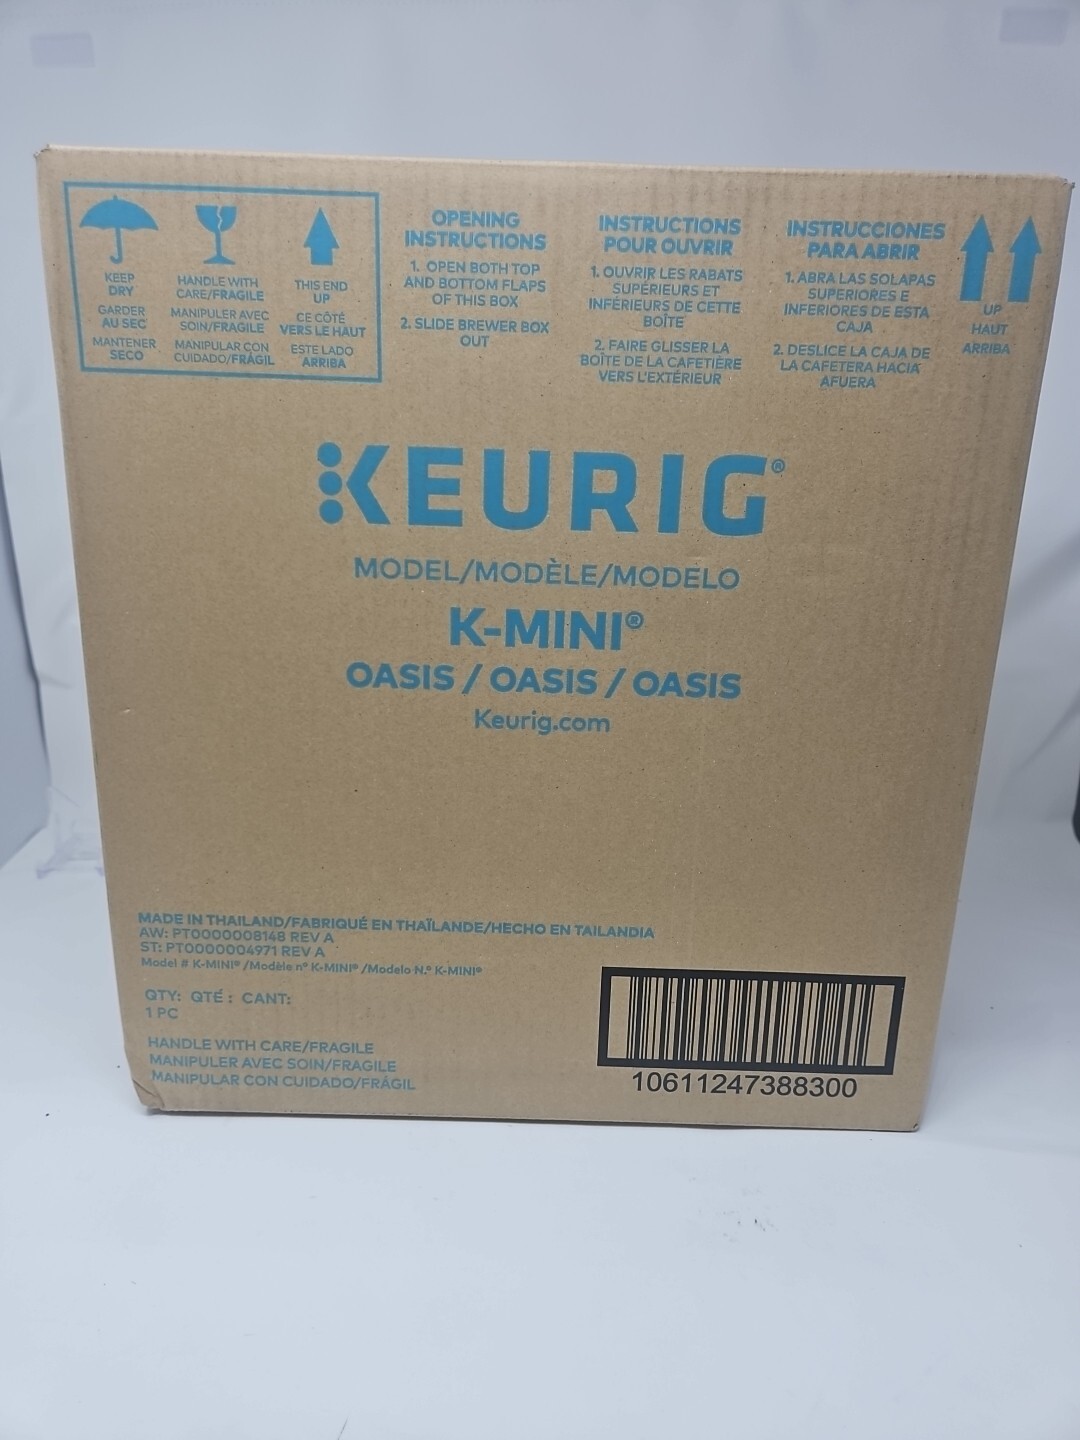 KEEP
DRY
GARDER
AU SEC
MANTENER
SECO
HANDLE WITH
CARE/FRAGILE
MANIPULER AVEC
SOIN/FRAGILE
MANIPULAR CON
CUIDADO/FRÁGIL
THIS END
UP
CE CÔTÉ
VERS LE HAUT
ESTE LADO
ARRIBA
OPENING
INSTRUCTIONS
1. OPEN BOTH TOP
AND BOTTOM FLAPS
OF THIS BOX
2. SLIDE BREWER BOX
OUT
INSTRUCTIONS
POUR OUVRIR
1. OUVRIR LES RABATS
SUPÉRIEURS ET
INFÉRIEURS DE CETTE
BOÎTE
2. FAIRE GLISSER LA
BOÎTE DE LA CAFETIÈRE
VERS L'EXTÉRIEUR
INSTRUCCIONES
PARA ABRIR
1. ABRA LAS SOLAPAS
SUPERIORES E
INFERIORES DE ESTA
CAJA
2. DESLICE LA CAJA DE
LA CAFETERA HACIA
AFUERA
UP
HAUT
ARRIBA
KEURIG®
MODEL/MODÈLE/MODELO
K-MINI®
OASIS / OASIS / OASIS
Keurig.com
MADE IN THAILAND/FABRIQUÉ EN THAÏLANDE/HECHO EN TAILANDIA
AW: PT0000008148 REV A
ST: PT0000004971 REV A
Model # K-MINI® /Modèle n° K-MINI® /Modelo N.° K-MINI®
QTY: QTÉ : CANT:
1 PC
HANDLE WITH CARE/FRAGILE
MANIPULER AVEC SOIN/FRAGILE
MANIPULAR CON CUIDADO/FRÁGIL
10611247388300